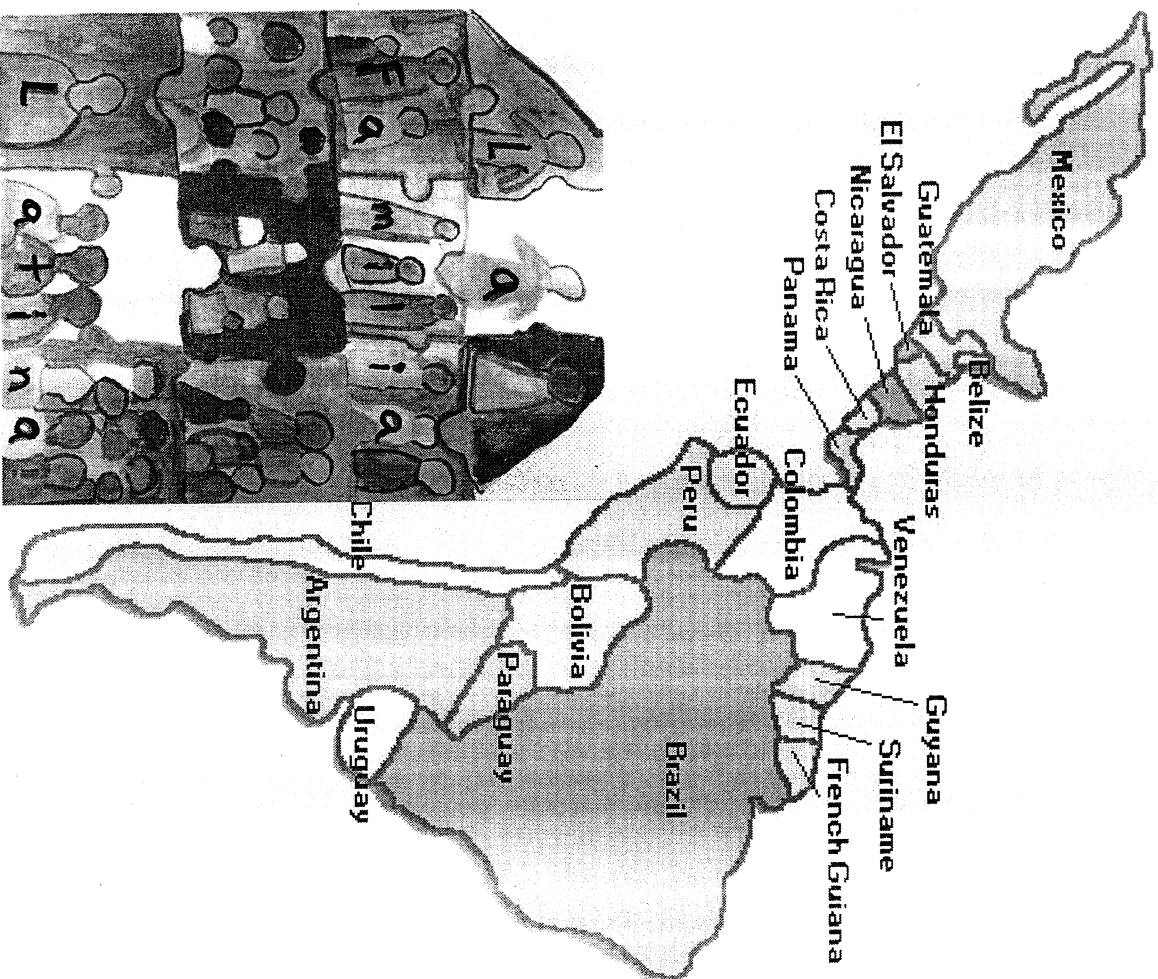 Mexico
Belize
Honduras
Guatemala
El Salvador
Nicaragua
Costa Rica
Panama
Guyana
Venezuela
Suriname
French Guiana
Colombia
Ecuador
Peru
Brazil
Bolivia
Paraguay
Chile
Uruguay
Argentina
La
Familia
Latina